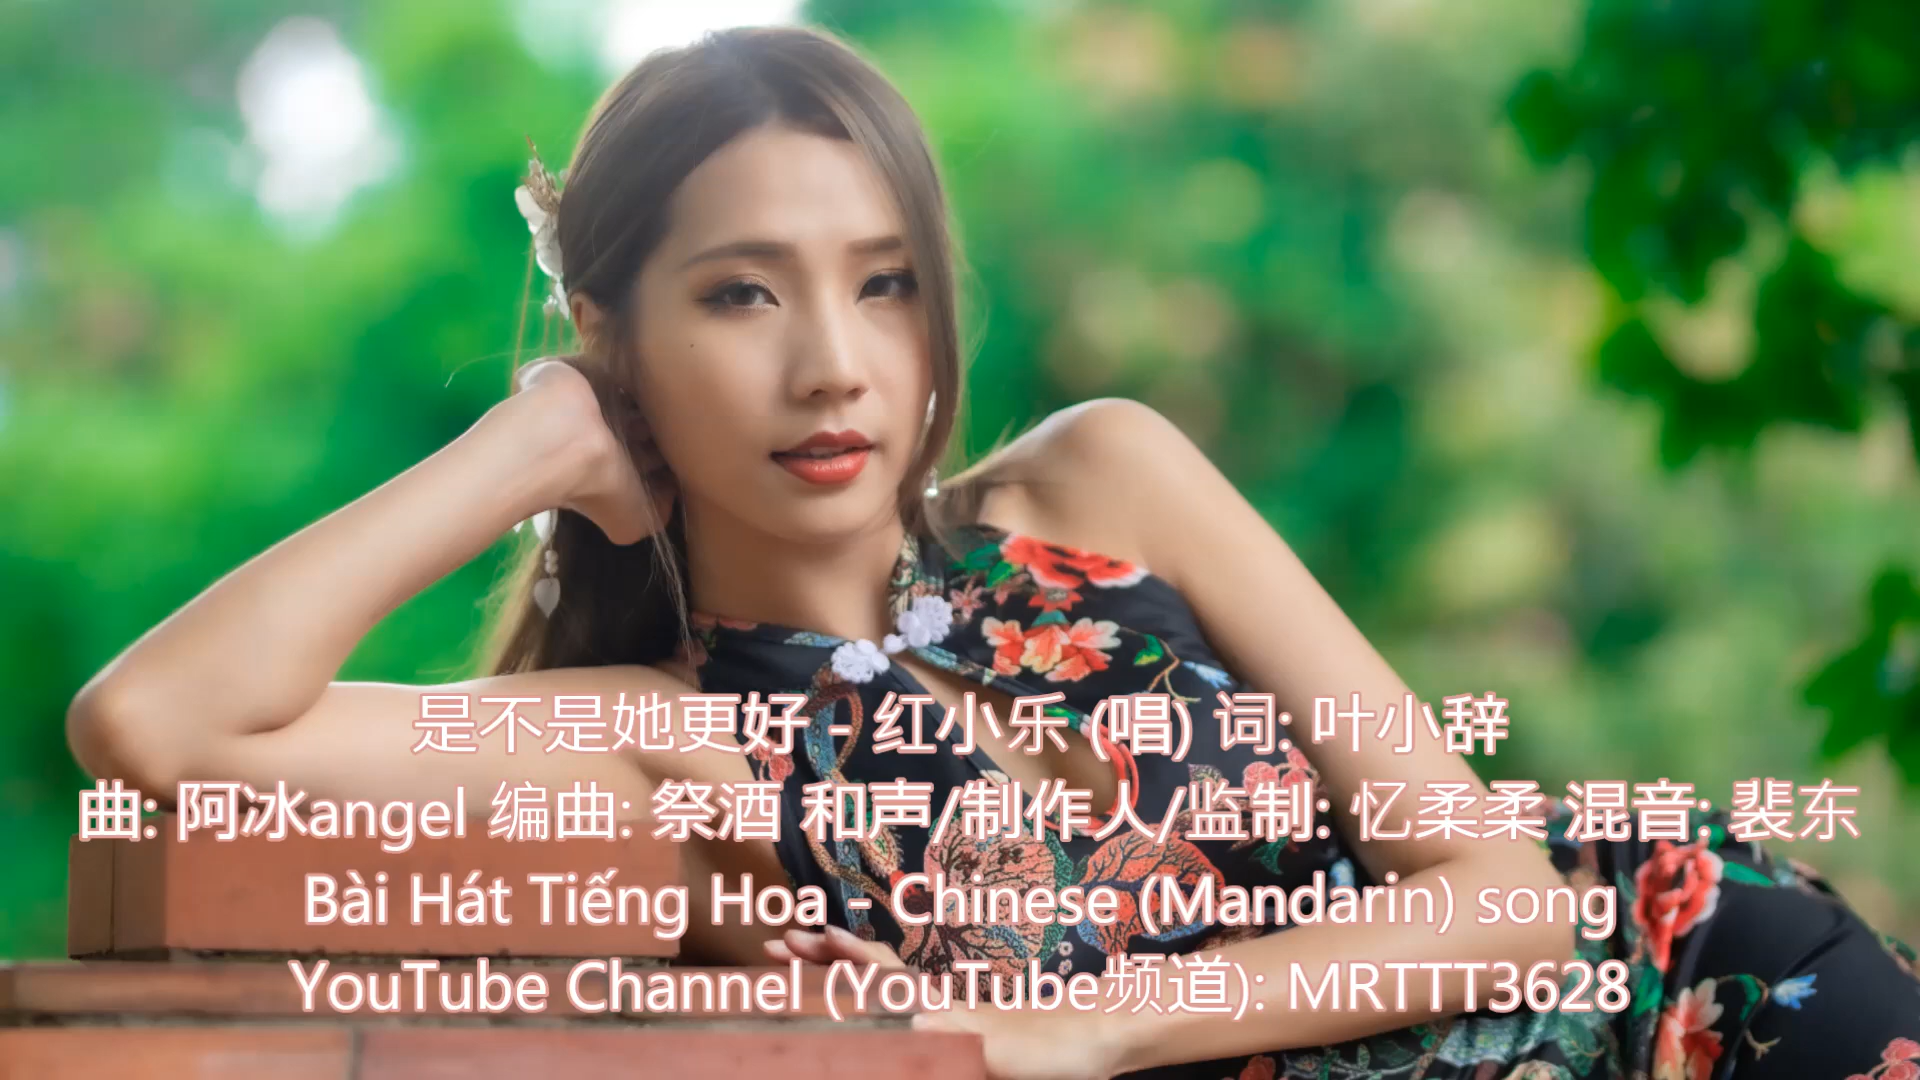 是不是她更好 - 红小乐 (唱) 词: 叶小辞
曲: 阿冰angel 编曲: 祭酒 和声/制作人/监制: 忆柔柔 混音: 裴东
Bài Hát Tiếng Hoa - Chinese (Mandarin) song
YouTube Channel (YouTube频道): MRTTT3628